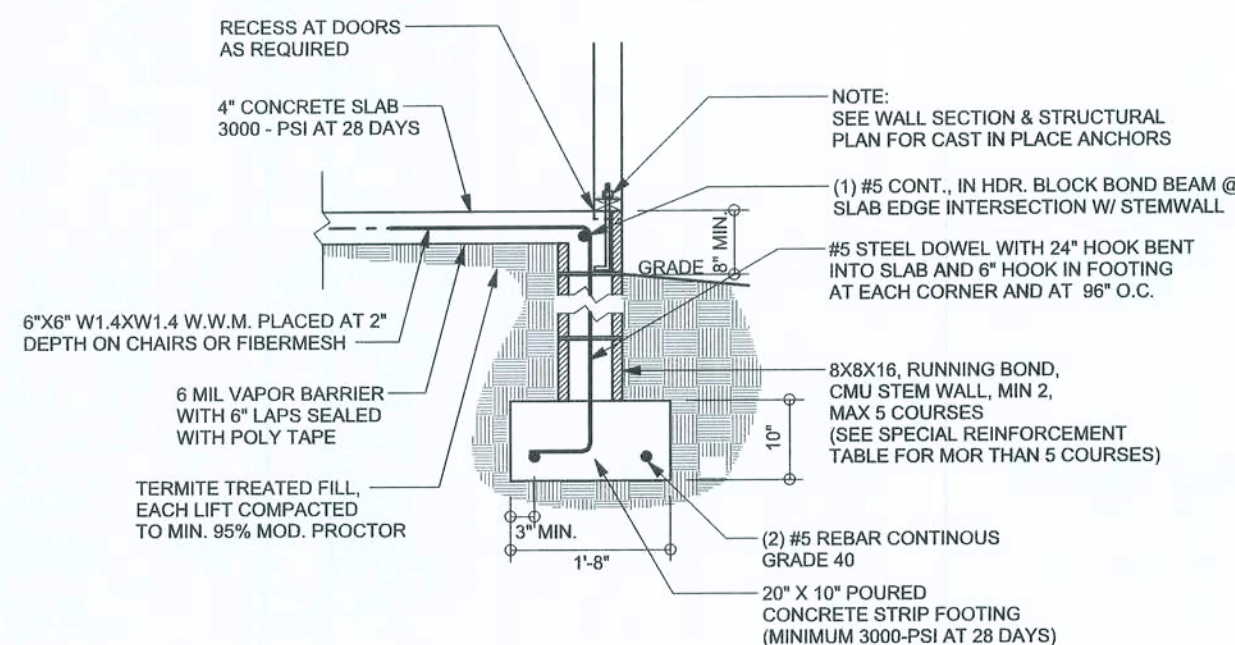 RECESS AT DOORS
AS REQUIRED
4" CONCRETE SLAB
3000 - PSI AT 28 DAYS
6"X6" W1.4XW1.4 W.W.M. PLACED AT 2"
DEPTH ON CHAIRS OR FIBERMESH
6 MIL VAPOR BARRIER
WITH 6" LAPS SEALED
WITH POLY TAPE
TERMITE TREATED FILL,
EACH LIFT COMPACTED
TO MIN. 95% MOD. PROCTOR
NOTE:
SEE WALL SECTION & STRUCTURAL
PLAN FOR CAST IN PLACE ANCHORS
(1) #5 CONT., IN HDR. BLOCK BOND BEAM @
SLAB EDGE INTERSECTION W/ STEMWALL
8" MIN.
GRADE
#5 STEEL DOWEL WITH 24" HOOK BENT
INTO SLAB AND 6" HOOK IN FOOTING
AT EACH CORNER AND AT 96" O.C.
8X8X16, RUNNING BOND,
CMU STEM WALL, MIN 2,
MAX 5 COURSES
(SEE SPECIAL REINFORCEMENT
TABLE FOR MOR THAN 5 COURSES)
10"
3" MIN.
1'-8"
(2) #5 REBAR CONTINOUS
GRADE 40
20" X 10" POURED
CONCRETE STRIP FOOTING
(MINIMUM 3000-PSI AT 28 DAYS)